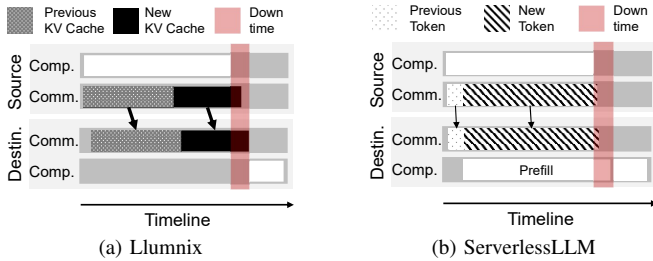 Previous KV Cache
New KV Cache
Down time
Source
Comp.
Comm.
Destin.
Comm.
Comp.
Timeline
(a) Llumnix
Previous Token
New Token
Down time
Source
Comp.
Comm.
Destin.
Comm.
Comp.
Prefill
Timeline
(b) ServerlessLLM